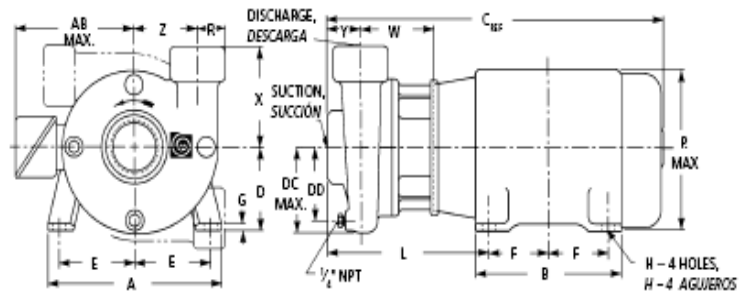 AB
MAX.
Z
R
DISCHARGE,
DESCARGA
Y
W
C REF
X
SUCTION,
SUCCIÓN
P
MAX
D
G
DC
MAX.
DD
E
E
A
¼" NPT
L
F
F
B
H – 4 HOLES,
H – 4 AGUJEROS